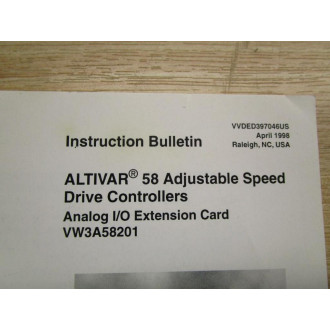 VVDED397046US
April 1998
Raleigh, NC, USA
Instruction Bulletin
ALTIVAR® 58 Adjustable Speed
Drive Controllers
Analog I/O Extension Card
VW3A58201